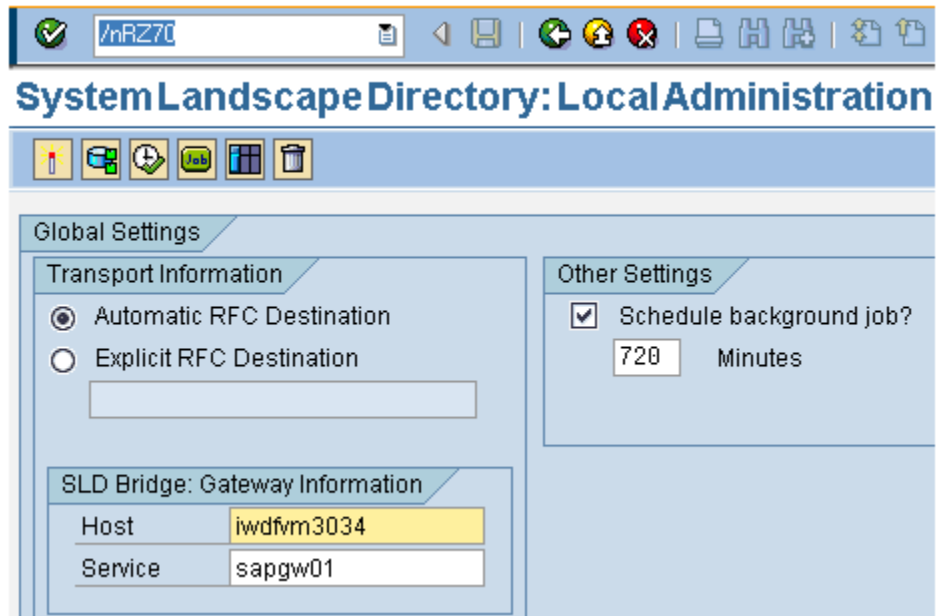 /nRZ70
System Landscape Directory: Local Administration
Job
Global Settings
Transport Information
Automatic RFC Destination
Explicit RFC Destination
Other Settings
Schedule background job?
720 Minutes
SLD Bridge: Gateway Information
Host iwdfvm3034
Service sapgw01